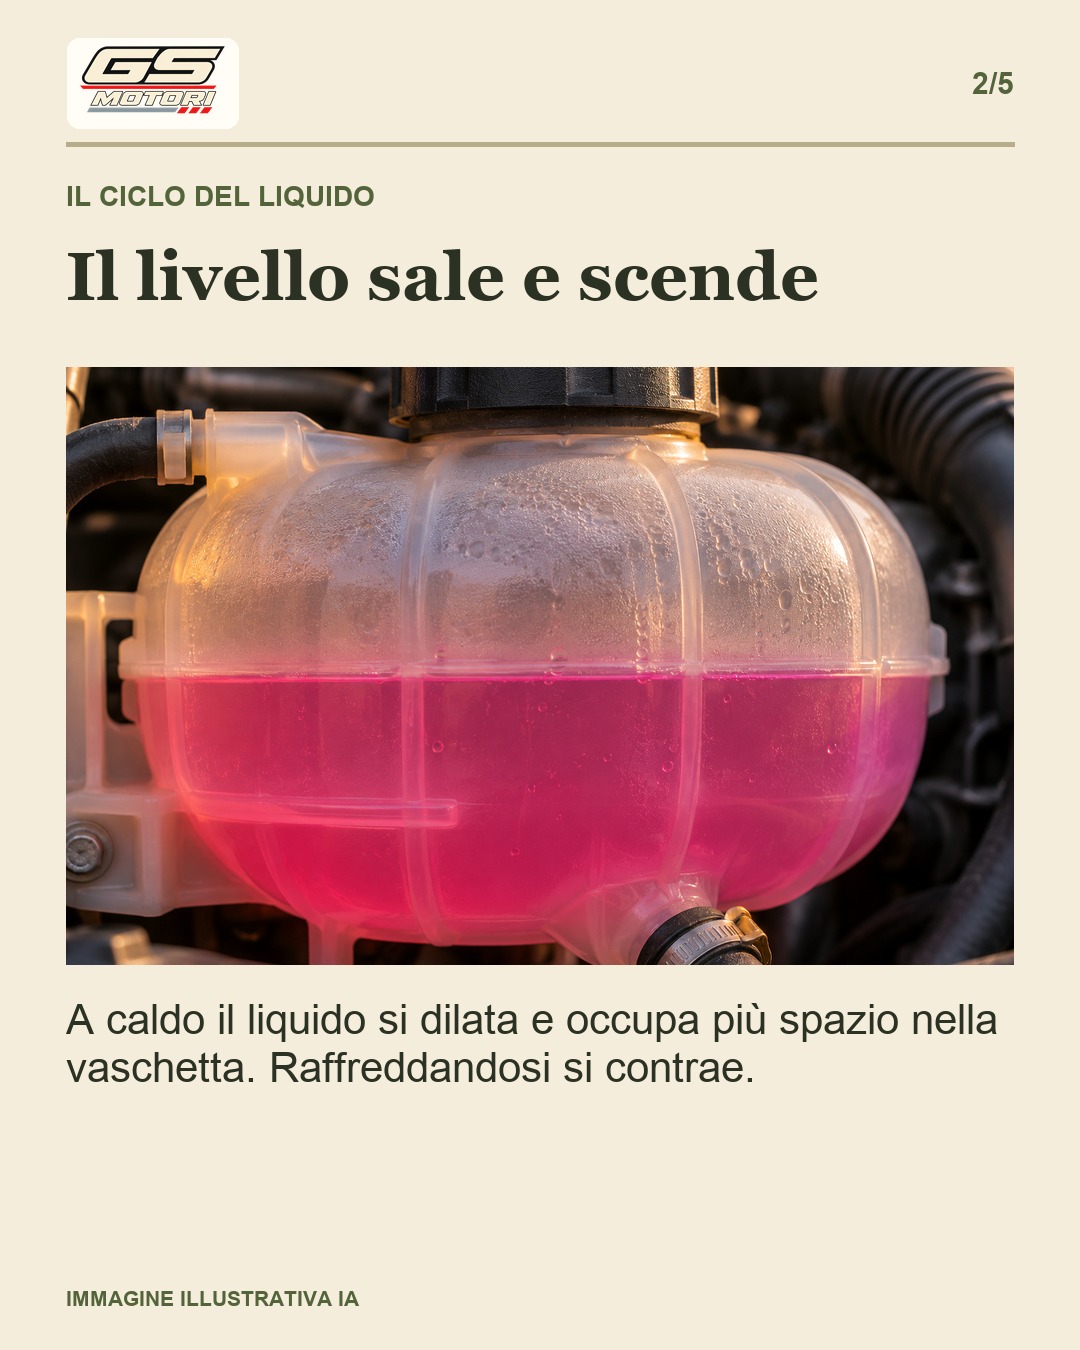 GS
MOTORI
2/5
IL CICLO DEL LIQUIDO
Il livello sale e scende
A caldo il liquido si dilata e occupa più spazio nella
vaschetta. Raffreddandosi si contrae.
IMMAGINE ILLUSTRATIVA IA